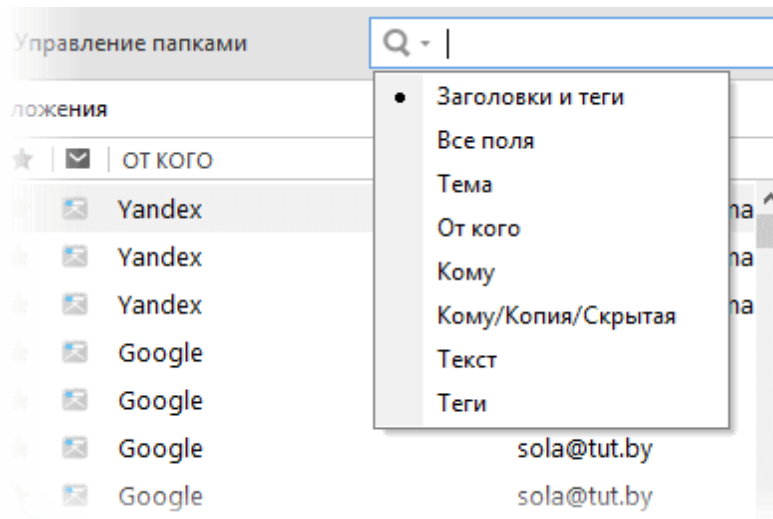 Управление папками
Заголовки и теги
ложения
Все поля
ОТ КОГО
Тема
Yandex
От кого
Yandex
Кому
Yandex
Кому/Копия/Скрытая
Google
Текст
Google
Теги
Google sola@tut.by
Google sola@tut.by